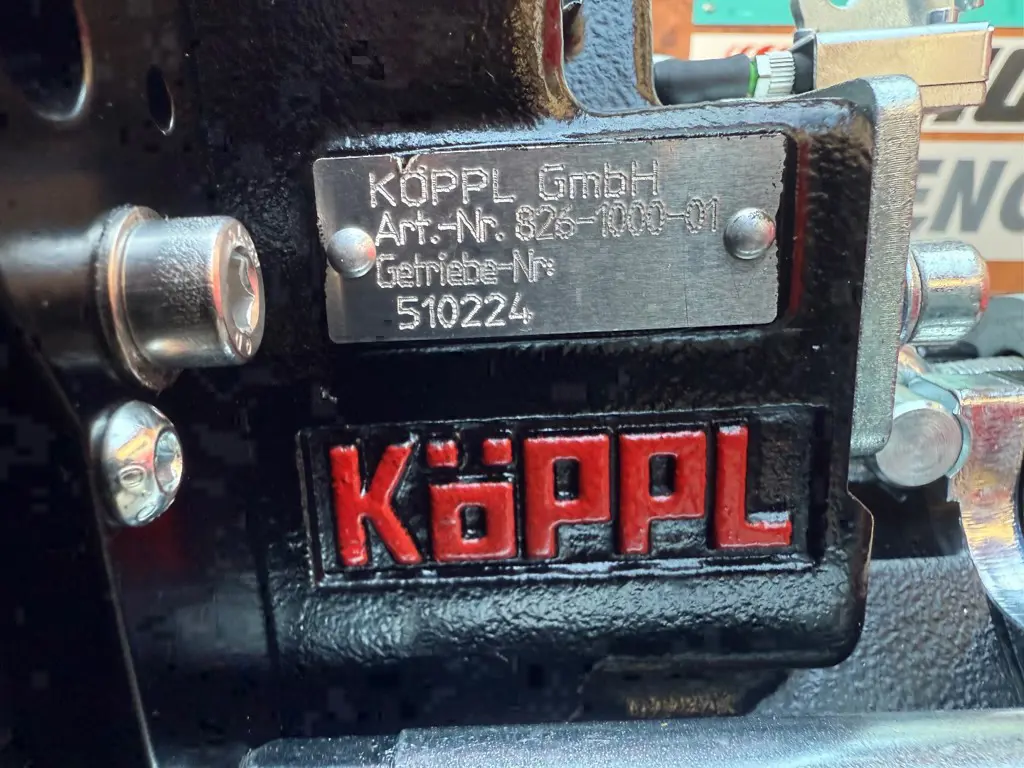 KÖPPL GmbH
Art.-Nr. 826-1000-01
Getriebe-Nr:
510224
KÖPPL